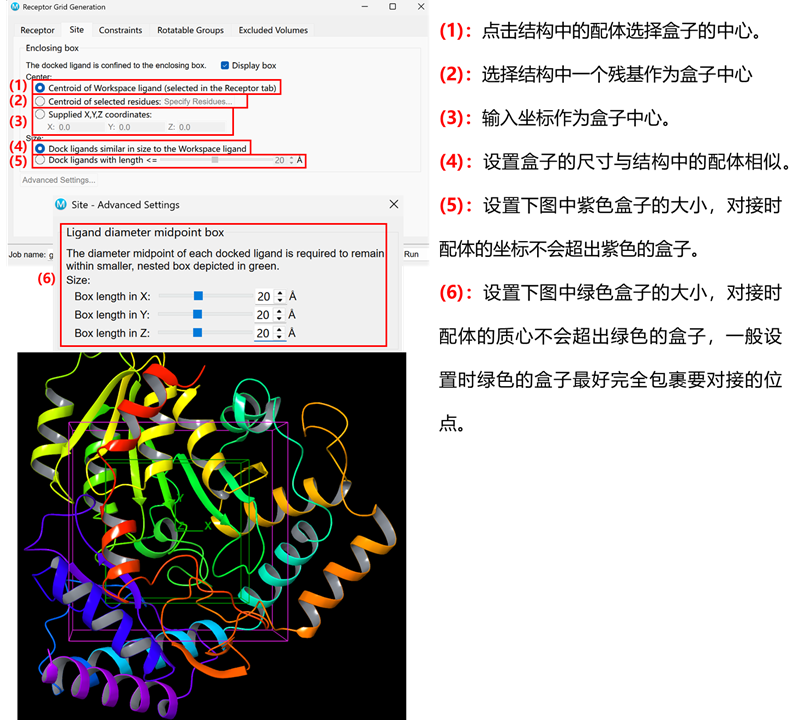 Receptor Grid Generation
Receptor Site Constraints Rotatable Groups Excluded Volumes
Enclosing box
The docked ligand is confined to the enclosing box. Display box
Center:
(1) Centroid of Workspace ligand (selected in the Receptor tab)
(2) Centroid of selected residues: Specify Residues...
(3) Supplied X,Y,Z coordinates:
X: 0.0 Y: 0.0 Z: 0.0
Size:
(4) Dock ligands similar in size to the Workspace ligand
(5) Dock ligands with length <= 20 Å
Advanced Settings...
Job name: g Run
Site - Advanced Settings
(6)
Ligand diameter midpoint box
The diameter midpoint of each docked ligand is required to remain
within smaller, nested box depicted in green.
Size:
Box length in X: 20 Å
Box length in Y: 20 Å
Box length in Z: 20 Å
X
(1)：点击结构中的配体选择盒子的中心。
(2)：选择结构中一个残基作为盒子中心
(3)：输入坐标作为盒子中心。
(4)：设置盒子的尺寸与结构中的配体相似。
(5)：设置下图中紫色盒子的大小，对接时
配体的坐标不会超出紫色的盒子。
(6)：设置下图中绿色盒子的大小，对接时
配体的质心不会超出绿色的盒子，一般设
置时绿色的盒子最好完全包裹要对接的位
点。